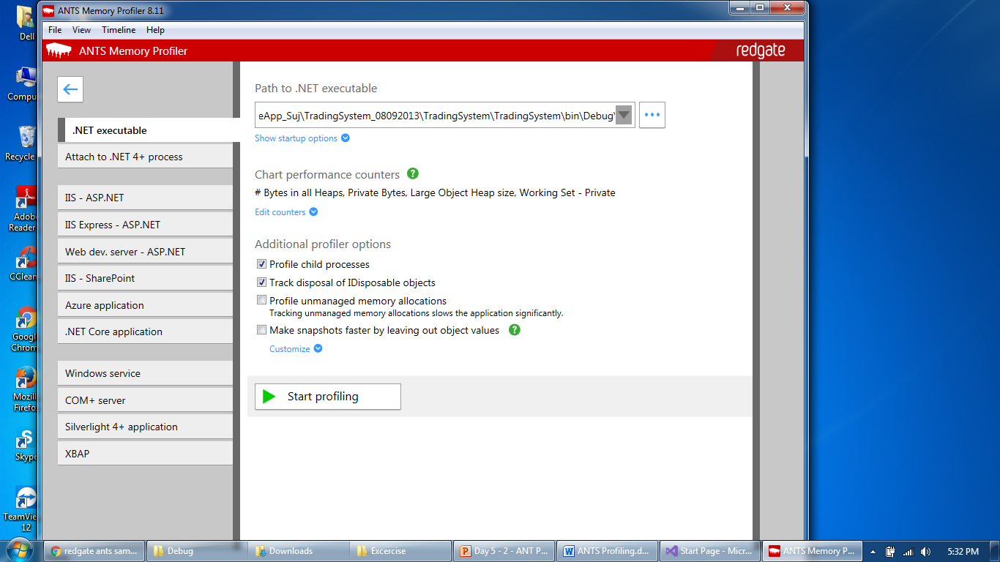 ANTS Memory Profiler 8.11
File View Timeline Help
ANTS Memory Profiler
redgate
Path to .NET executable
eApp_Suj\TradingSystem_08092013\TradingSystem\TradingSystem\bin\Debug\
Show startup options
.NET executable
Attach to .NET 4+ process
IIS - ASP.NET
IIS Express - ASP.NET
Web dev. server - ASP.NET
IIS - SharePoint
Azure application
.NET Core application
Windows service
COM+ server
Silverlight 4+ application
XBAP
Chart performance counters ?
# Bytes in all Heaps, Private Bytes, Large Object Heap size, Working Set - Private
Edit counters
Additional profiler options
Profile child processes
Track disposal of IDisposable objects
Profile unmanaged memory allocations
Tracking unmanaged memory allocations slows the application significantly.
Make snapshots faster by leaving out object values ?
Customize
Start profiling
Dell
Compu
Recycle
Adob
Reader
CClean
Googl
Chrom
Mozill
Firefo
Skype
TeamVie
12
redgate ants sam...
Debug
Downloads
Excercise
Day 5 - 2 - ANT P...
ANTS Profiling.d...
Start Page - Micr...
ANTS Memory P...
5:32 PM